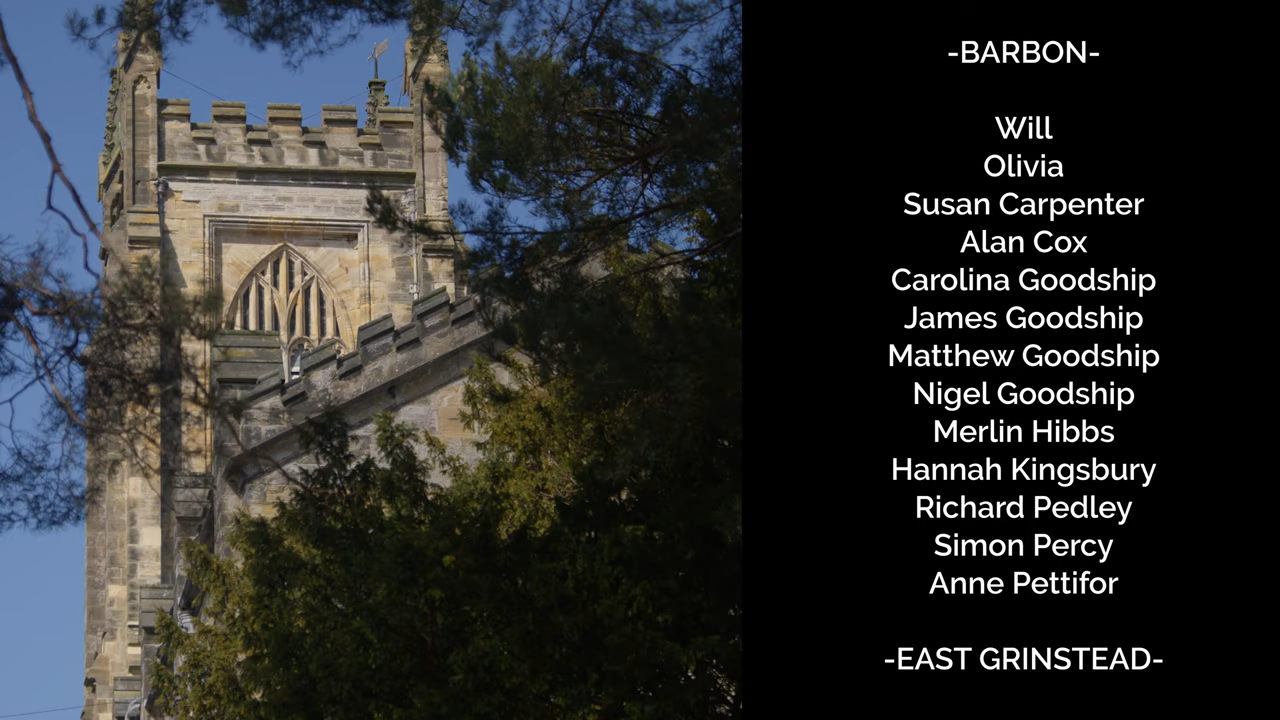 -BARBON-
Will
Olivia
Susan Carpenter
Alan Cox
Carolina Goodship
James Goodship
Matthew Goodship
Nigel Goodship
Merlin Hibbs
Hannah Kingsbury
Richard Pedley
Simon Percy
Anne Pettifor
-EAST GRINSTEAD-